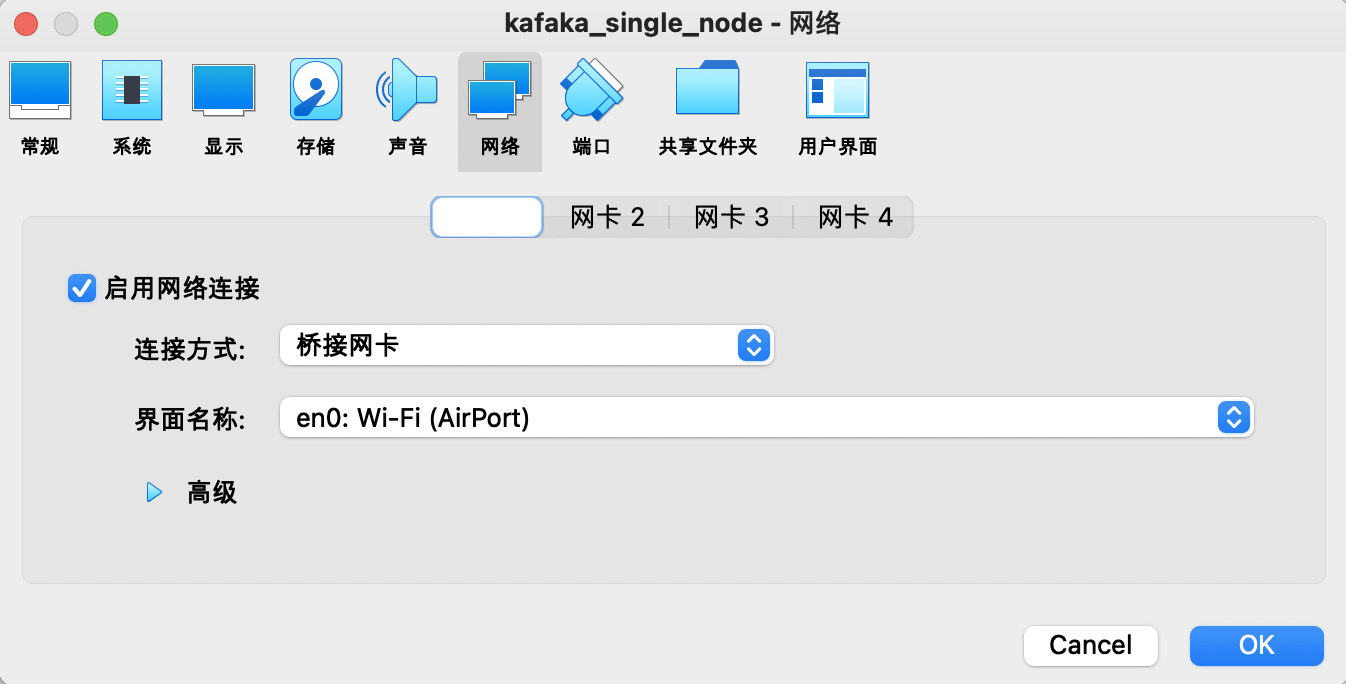 kafaka_single_node - 网络
常规 系统 显示 存储 声音 网络 端口 共享文件夹 用户界面
网卡 2 网卡 3 网卡 4
启用网络连接
连接方式: 桥接网卡
界面名称: en0: Wi-Fi (AirPort)
高级
Cancel OK